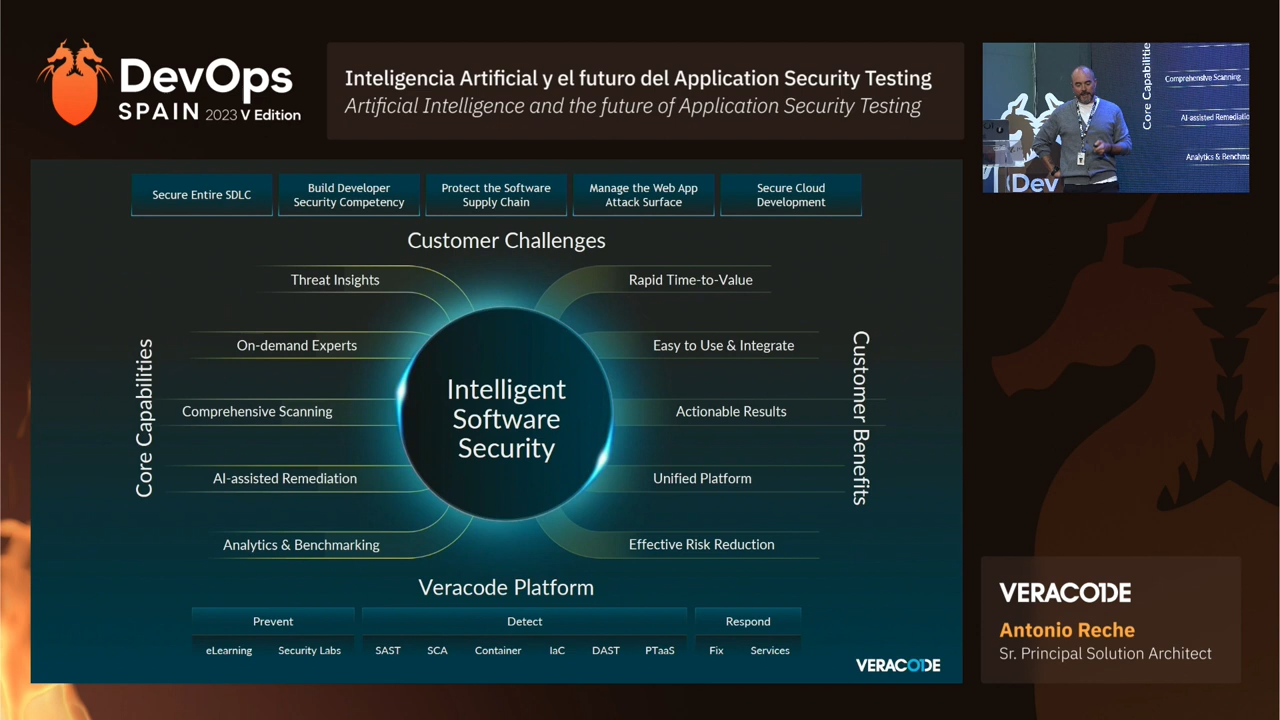 DevOps
SPAIN 2023 V Edition
Inteligencia Artificial y el futuro del Application Security Testing
Artificial Intelligence and the future of Application Security Testing
Core Capabilities
Comprehensive Scanning
AI-assisted Remediatio
Analytics & Benchma
Dev
Secure Entire SDLC
Build Developer
Security Competency
Protect the Software
Supply Chain
Manage the Web App
Attack Surface
Secure Cloud
Development
Customer Challenges
Threat Insights
Rapid Time-to-Value
On-demand Experts
Easy to Use & Integrate
Core Capabilities
Comprehensive Scanning
Intelligent
Software
Security
Actionable Results
Customer Benefits
AI-assisted Remediation
Unified Platform
Analytics & Benchmarking
Effective Risk Reduction
Veracode Platform
Prevent
Detect
Respond
eLearning
Security Labs
SAST
SCA
Container
IaC
DAST
PTaaS
Fix
Services
VERACODE
VERACODE
Antonio Reche
Sr. Principal Solution Architect